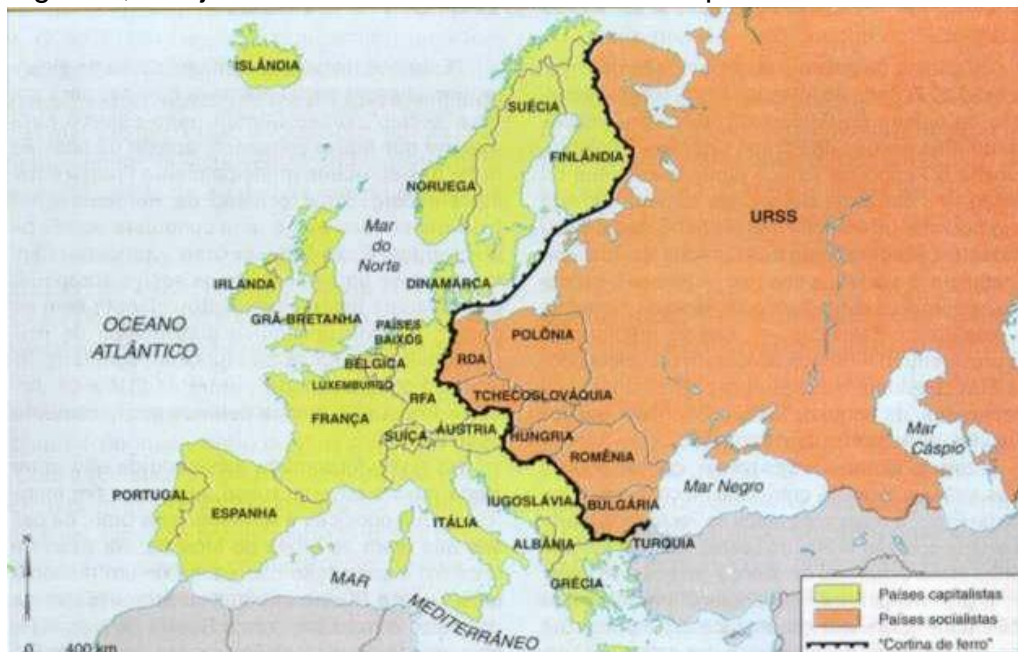 ISLÂNDIA
SUÉCIA
FINLÂNDIA
NORUEGA
URSS
Mar
do
Norte
DINAMARCA
IRLANDA
GRÃ-BRETANHA
PAÍSES
BAIXOS
OCEANO
ATLÂNTICO
POLÔNIA
RDA
BÉLGICA
LUXEMBURGO
TCHECOSLOVÁQUIA
RFA
FRANÇA
ÁUSTRIA
SUÍÇA
HUNGRIA
ROMÊNIA
Mar
Cáspio
Mar Negro
PORTUGAL
ESPANHA
IUGOSLÁVIA
BULGÁRIA
ITÁLIA
ALBÂNIA
TURQUIA
GRÉCIA
MAR
MEDITERRÂNEO
Países capitalistas
Países socialistas
"Cortina de ferro"
0 400 km